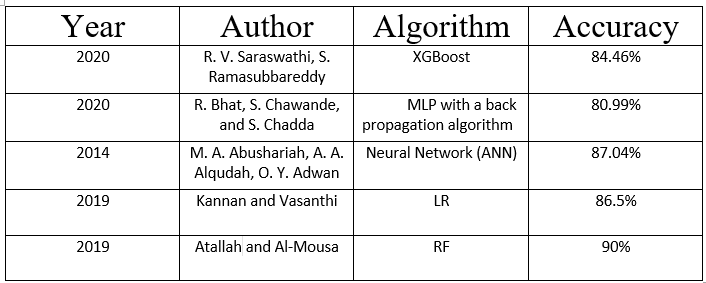 Year Author Algorithm Accuracy
2020 R. V. Saraswathi, S. XGBoost 84.46%
Ramasubbareddy
2020 R. Bhat, S. Chawande, MLP with a back 80.99%
and S. Chadda propagation algorithm
2014 M. A. Abushariah, A. A. Neural Network (ANN) 87.04%
Alqudah, O. Y. Adwan
2019 Kannan and Vasanthi LR 86.5%
2019 Atallah and Al-Mousa RF 90%